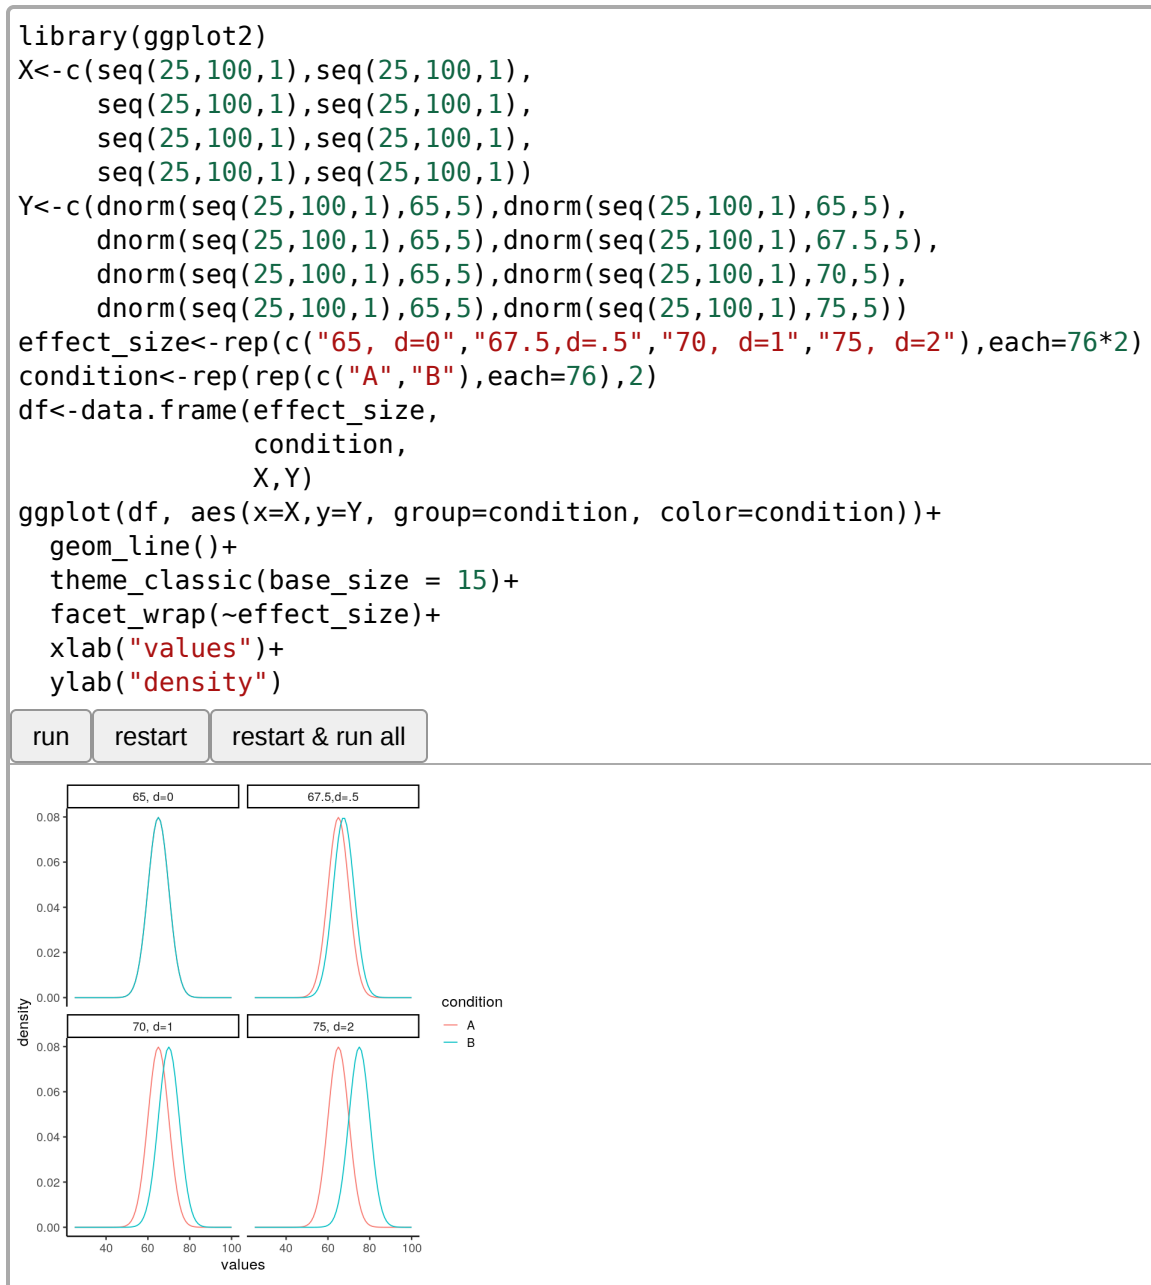 library(ggplot2)
X<-c(seq(25,100,1),seq(25,100,1),
     seq(25,100,1),seq(25,100,1),
     seq(25,100,1),seq(25,100,1),
     seq(25,100,1),seq(25,100,1))
Y<-c(dnorm(seq(25,100,1),65,5),dnorm(seq(25,100,1),65,5),
     dnorm(seq(25,100,1),65,5),dnorm(seq(25,100,1),67.5,5),
     dnorm(seq(25,100,1),65,5),dnorm(seq(25,100,1),70,5),
     dnorm(seq(25,100,1),65,5),dnorm(seq(25,100,1),75,5))
effect_size<-rep(c("65, d=0","67.5,d=.5","70, d=1","75, d=2"),each=76*2)
condition<-rep(rep(c("A","B"),each=76),2)
df<-data.frame(effect_size,
               condition,
               X,Y)
ggplot(df, aes(x=X,y=Y, group=condition, color=condition))+
  geom_line()+
  theme_classic(base_size = 15)+
  facet_wrap(~effect_size)+
  xlab("values")+
  ylab("density")
run restart restart & run all
65, d=0 67.5,d=.5
0.08
0.06
0.04
0.02
0.00
density
70, d=1 75, d=2
0.08
0.06
0.04
0.02
0.00
40 60 80 100 40 60 80 100
values
condition
A
B